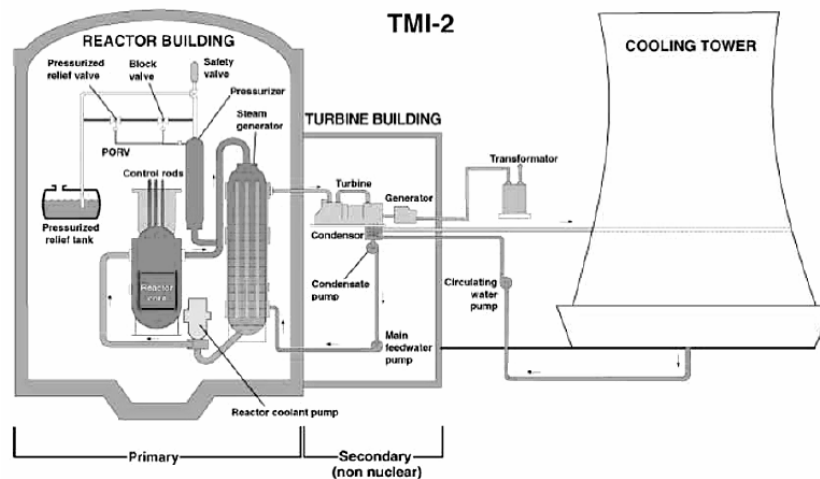 TMI-2
REACTOR BUILDING
COOLING TOWER
Pressurized
relief valve
Block
valve
Safety
valve
Pressurizer
Steam
generator
TURBINE BUILDING
PORV
Control rods
Transformator
Turbine
Generator
Pressurized
relief tank
Condensor
Condensate
pump
Circulating
water
pump
Reactor
core
Main
feedwater
pump
Reactor coolant pump
Primary
Secondary
(non nuclear)